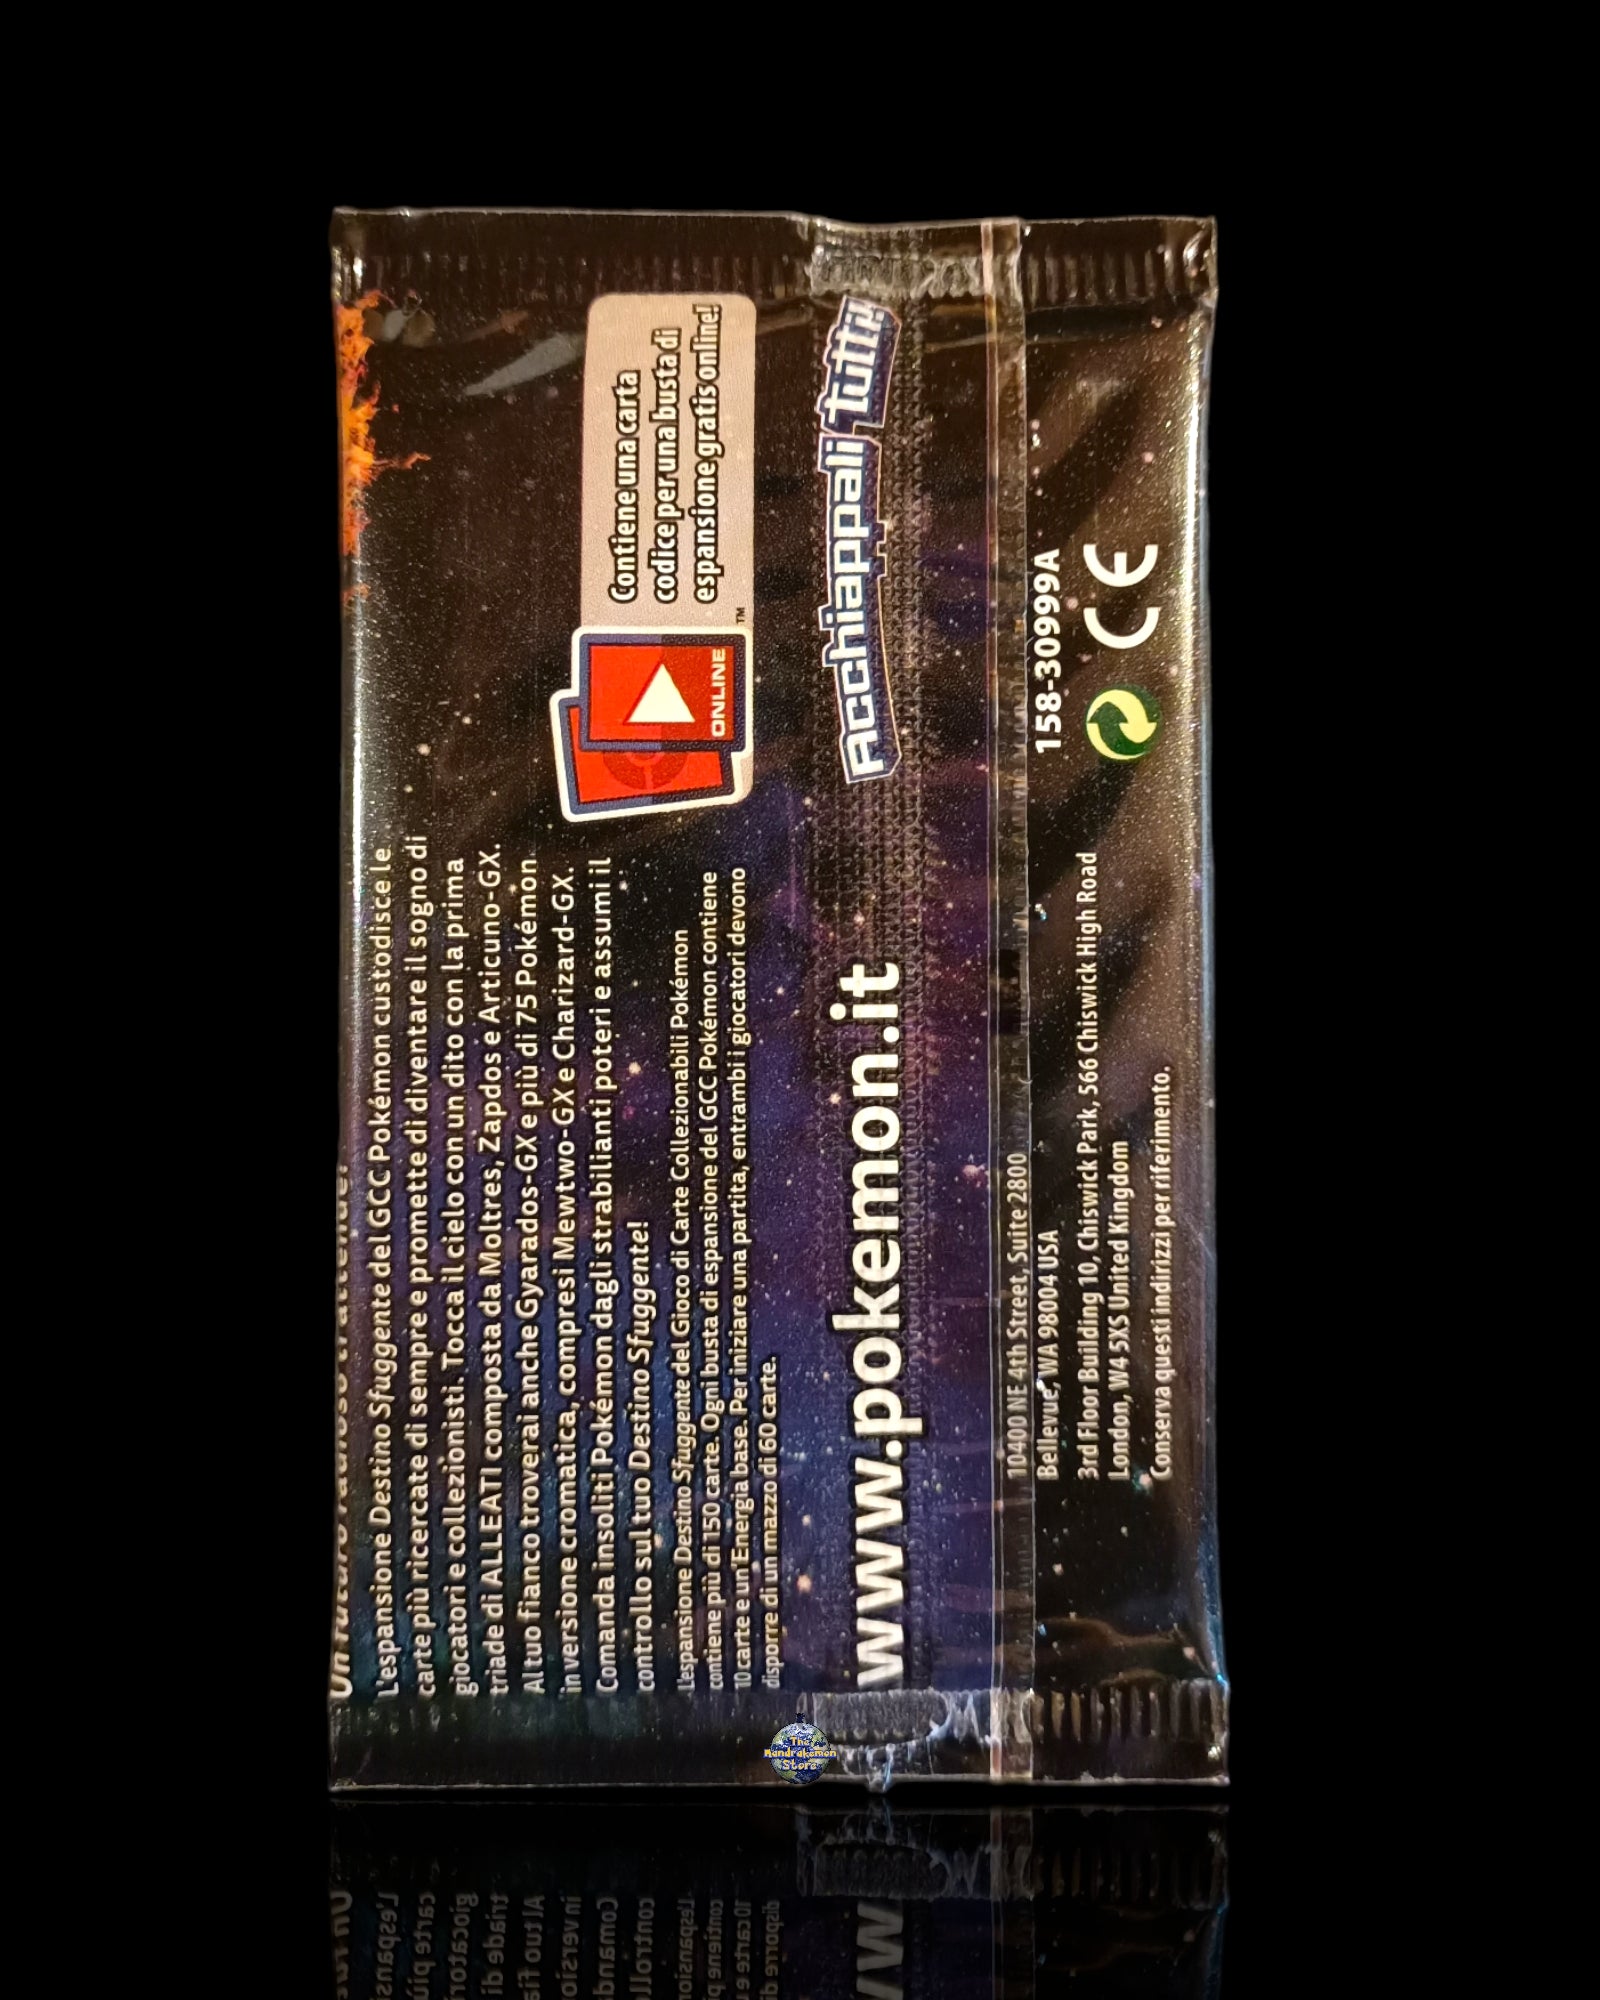 Un futuro radioso t'attende!
L'espansione Destino Sfuggente del GCC Pokémon custodisce le
carte più ricercate di sempre e promette di diventare il sogno di
giocatori e collezionisti. Tocca il cielo con un dito con la prima
triade di ALLEATI composta da Moltres, Zapdos e Articuno-GX.
Al tuo fianco troverai anche Gyarados-GX e più di 75 Pokémon
in versione cromatica, compresi Mewtwo-GX e Charizard-GX.
Comanda insoliti Pokémon dagli strabilianti poteri e assumi il
controllo sul tuo Destino Sfuggente!
L'espansione Destino Sfuggente del Gioco di Carte Collezionabili Pokémon
contiene più di 150 carte. Ogni busta di espansione del GCC Pokémon contiene
10 carte e un'Energia base. Per iniziare una partita, entrambi i giocatori devono
disporre di un mazzo di 60 carte.
ONLINE
TM
Contiene una carta
codice per una busta di
espansione gratis online!
www.pokemon.it
Acchiappali tutti!
10400 NE 4th Street, Suite 2800
Bellevue, WA 98004 USA
3rd Floor Building 10, Chiswick Park, 566 Chiswick High Road
London, W4 5XS United Kingdom
Conserva questi indirizzi per riferimento.
158-30999A
CE
The
Mandrakemon
Store